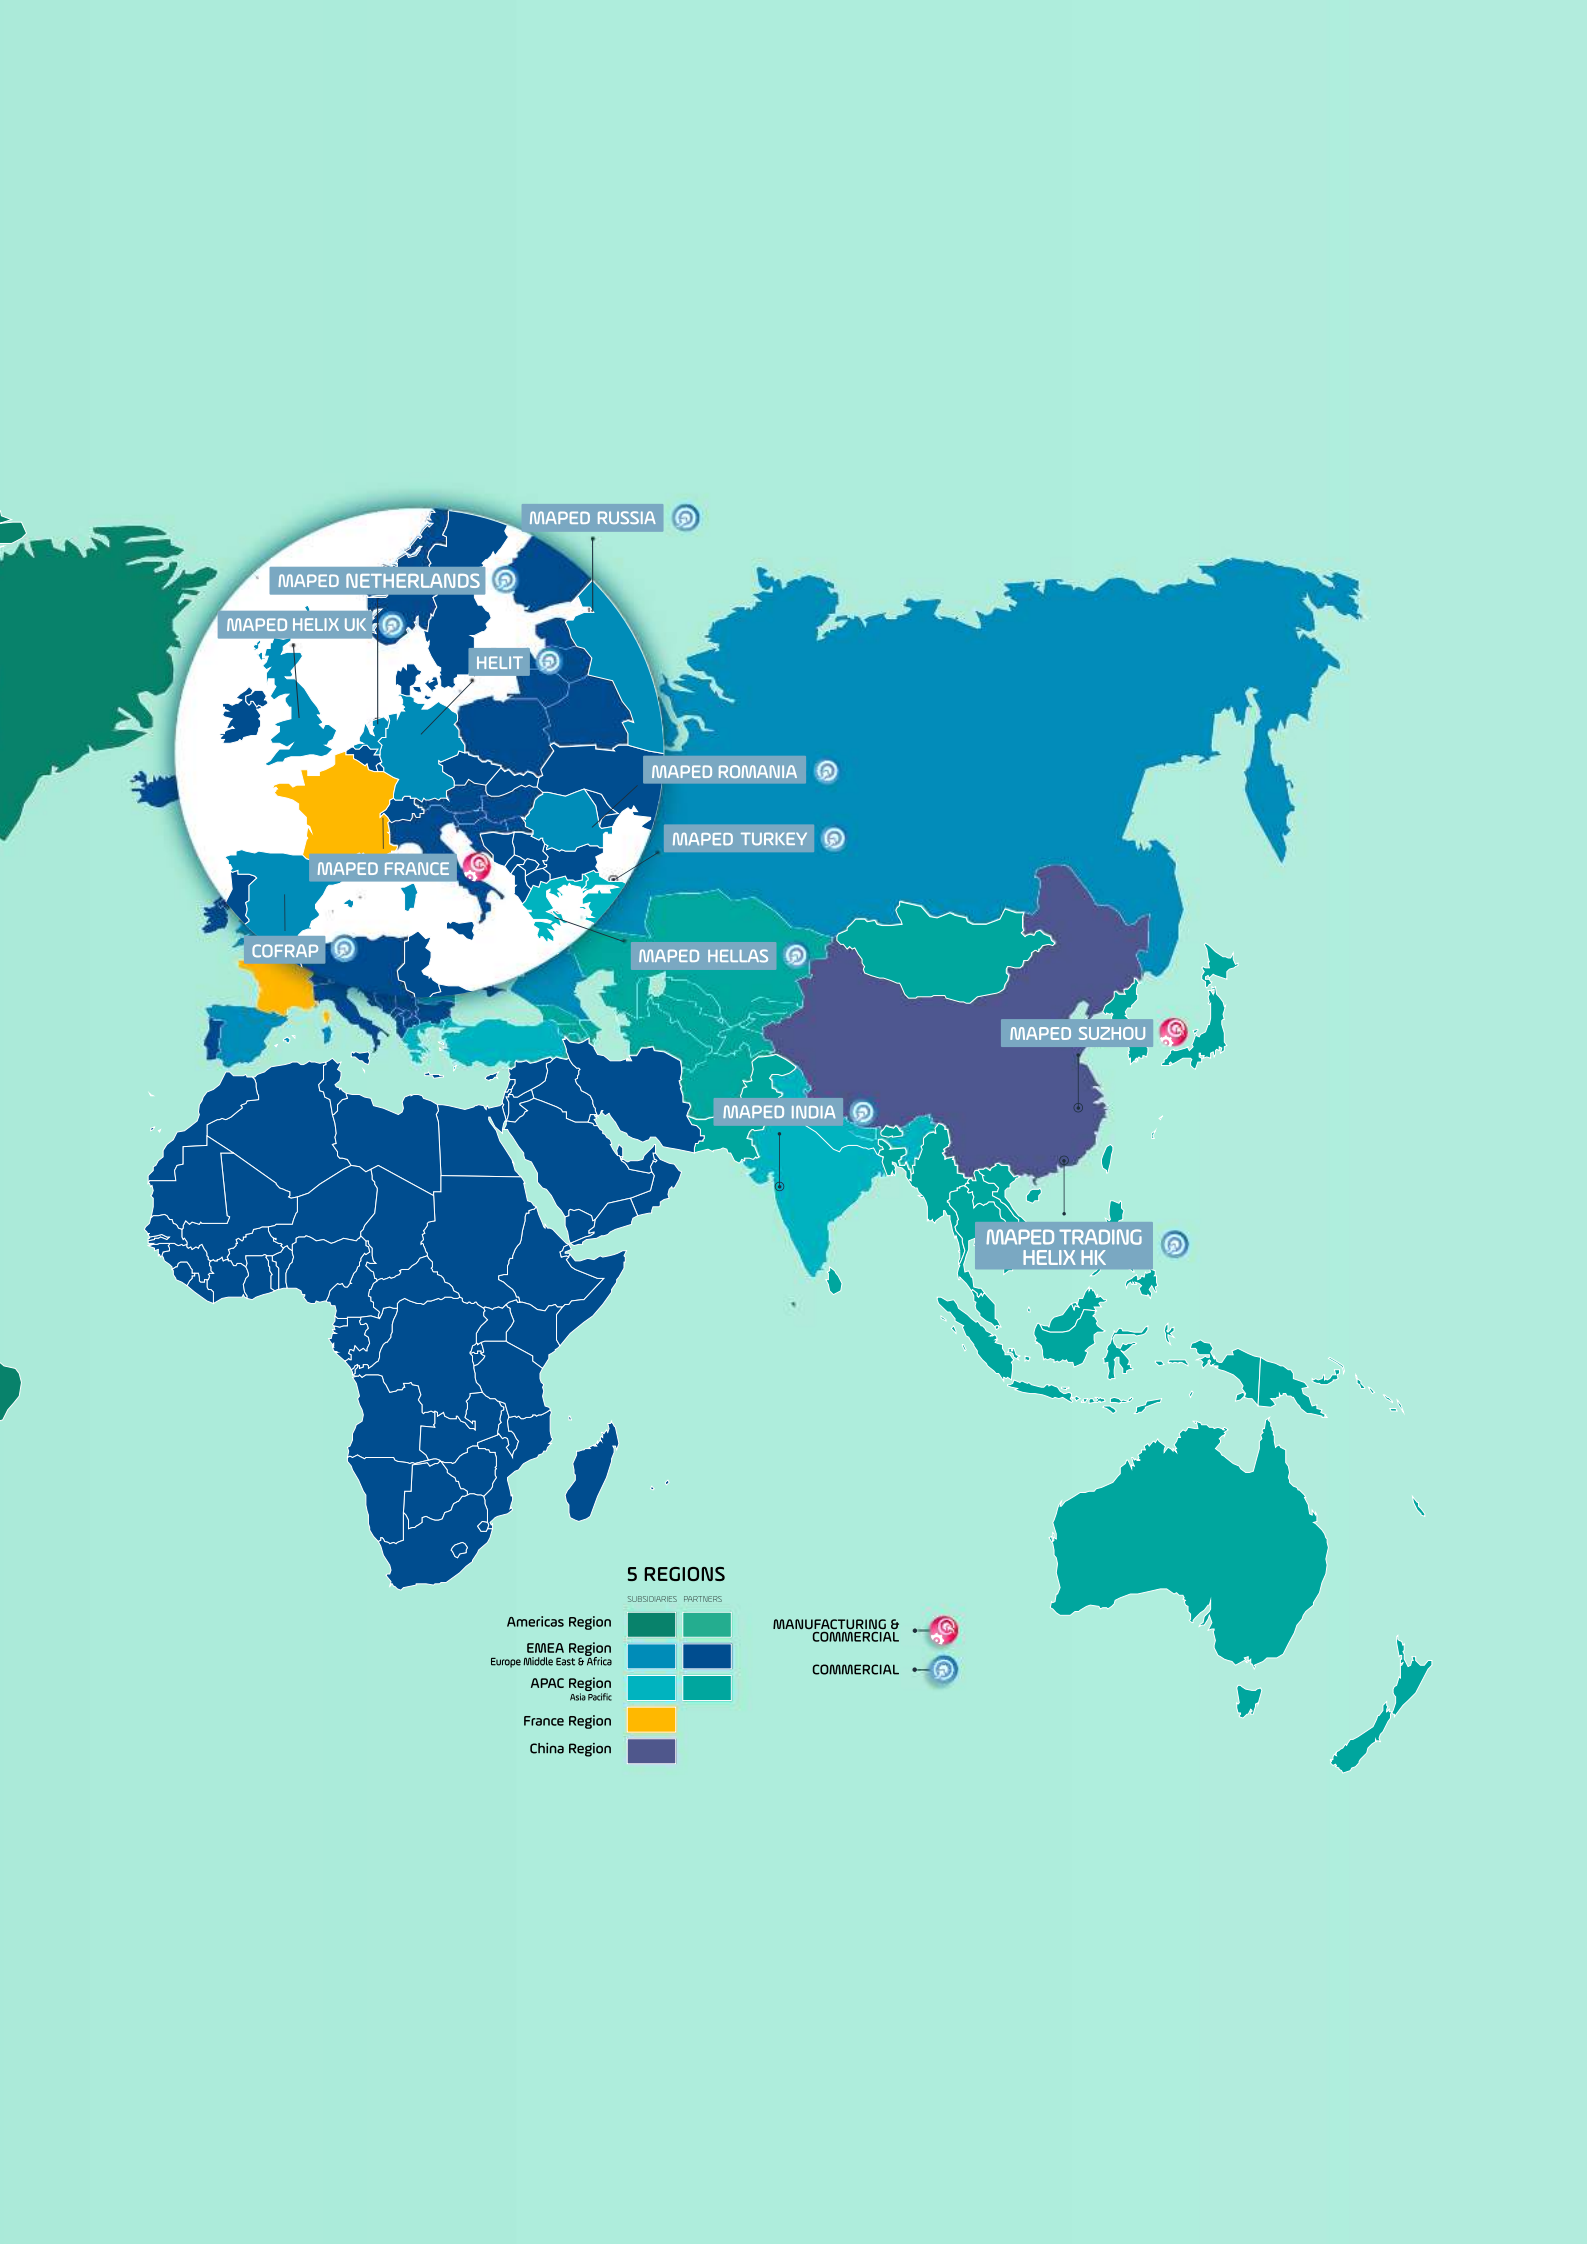 MAPED RUSSIA
MAPED NETHERLANDS
MAPED HELIX UK
HELIT
MAPED ROMANIA
MAPED TURKEY
MAPED FRANCE
COFRAP
MAPED HELLAS
MAPED SUZHOU
MAPED INDIA
MAPED TRADING
HELIX HK
5 REGIONS
SUBSIDIARIES PARTNERS
Americas Region
EMEA Region
Europe Middle East & Africa
APAC Region
Asia Pacific
France Region
China Region
MANUFACTURING &
COMMERCIAL
COMMERCIAL